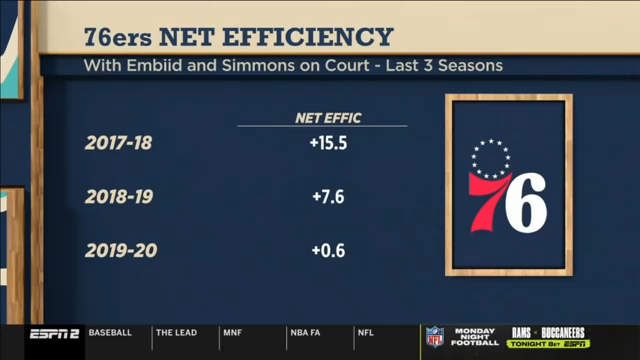 76ers NET EFFICIENCY
With Embiid and Simmons on Court - Last 3 Seasons
NET EFFIC
2017-18 +15.5
2018-19 +7.6
2019-20 +0.6
76
ESPN2 BASEBALL THE LEAD MNF NBA FA NFL
NFL MONDAY NIGHT FOOTBALL
RAMS v BUCCANEERS
TONIGHT 8ET ESPN